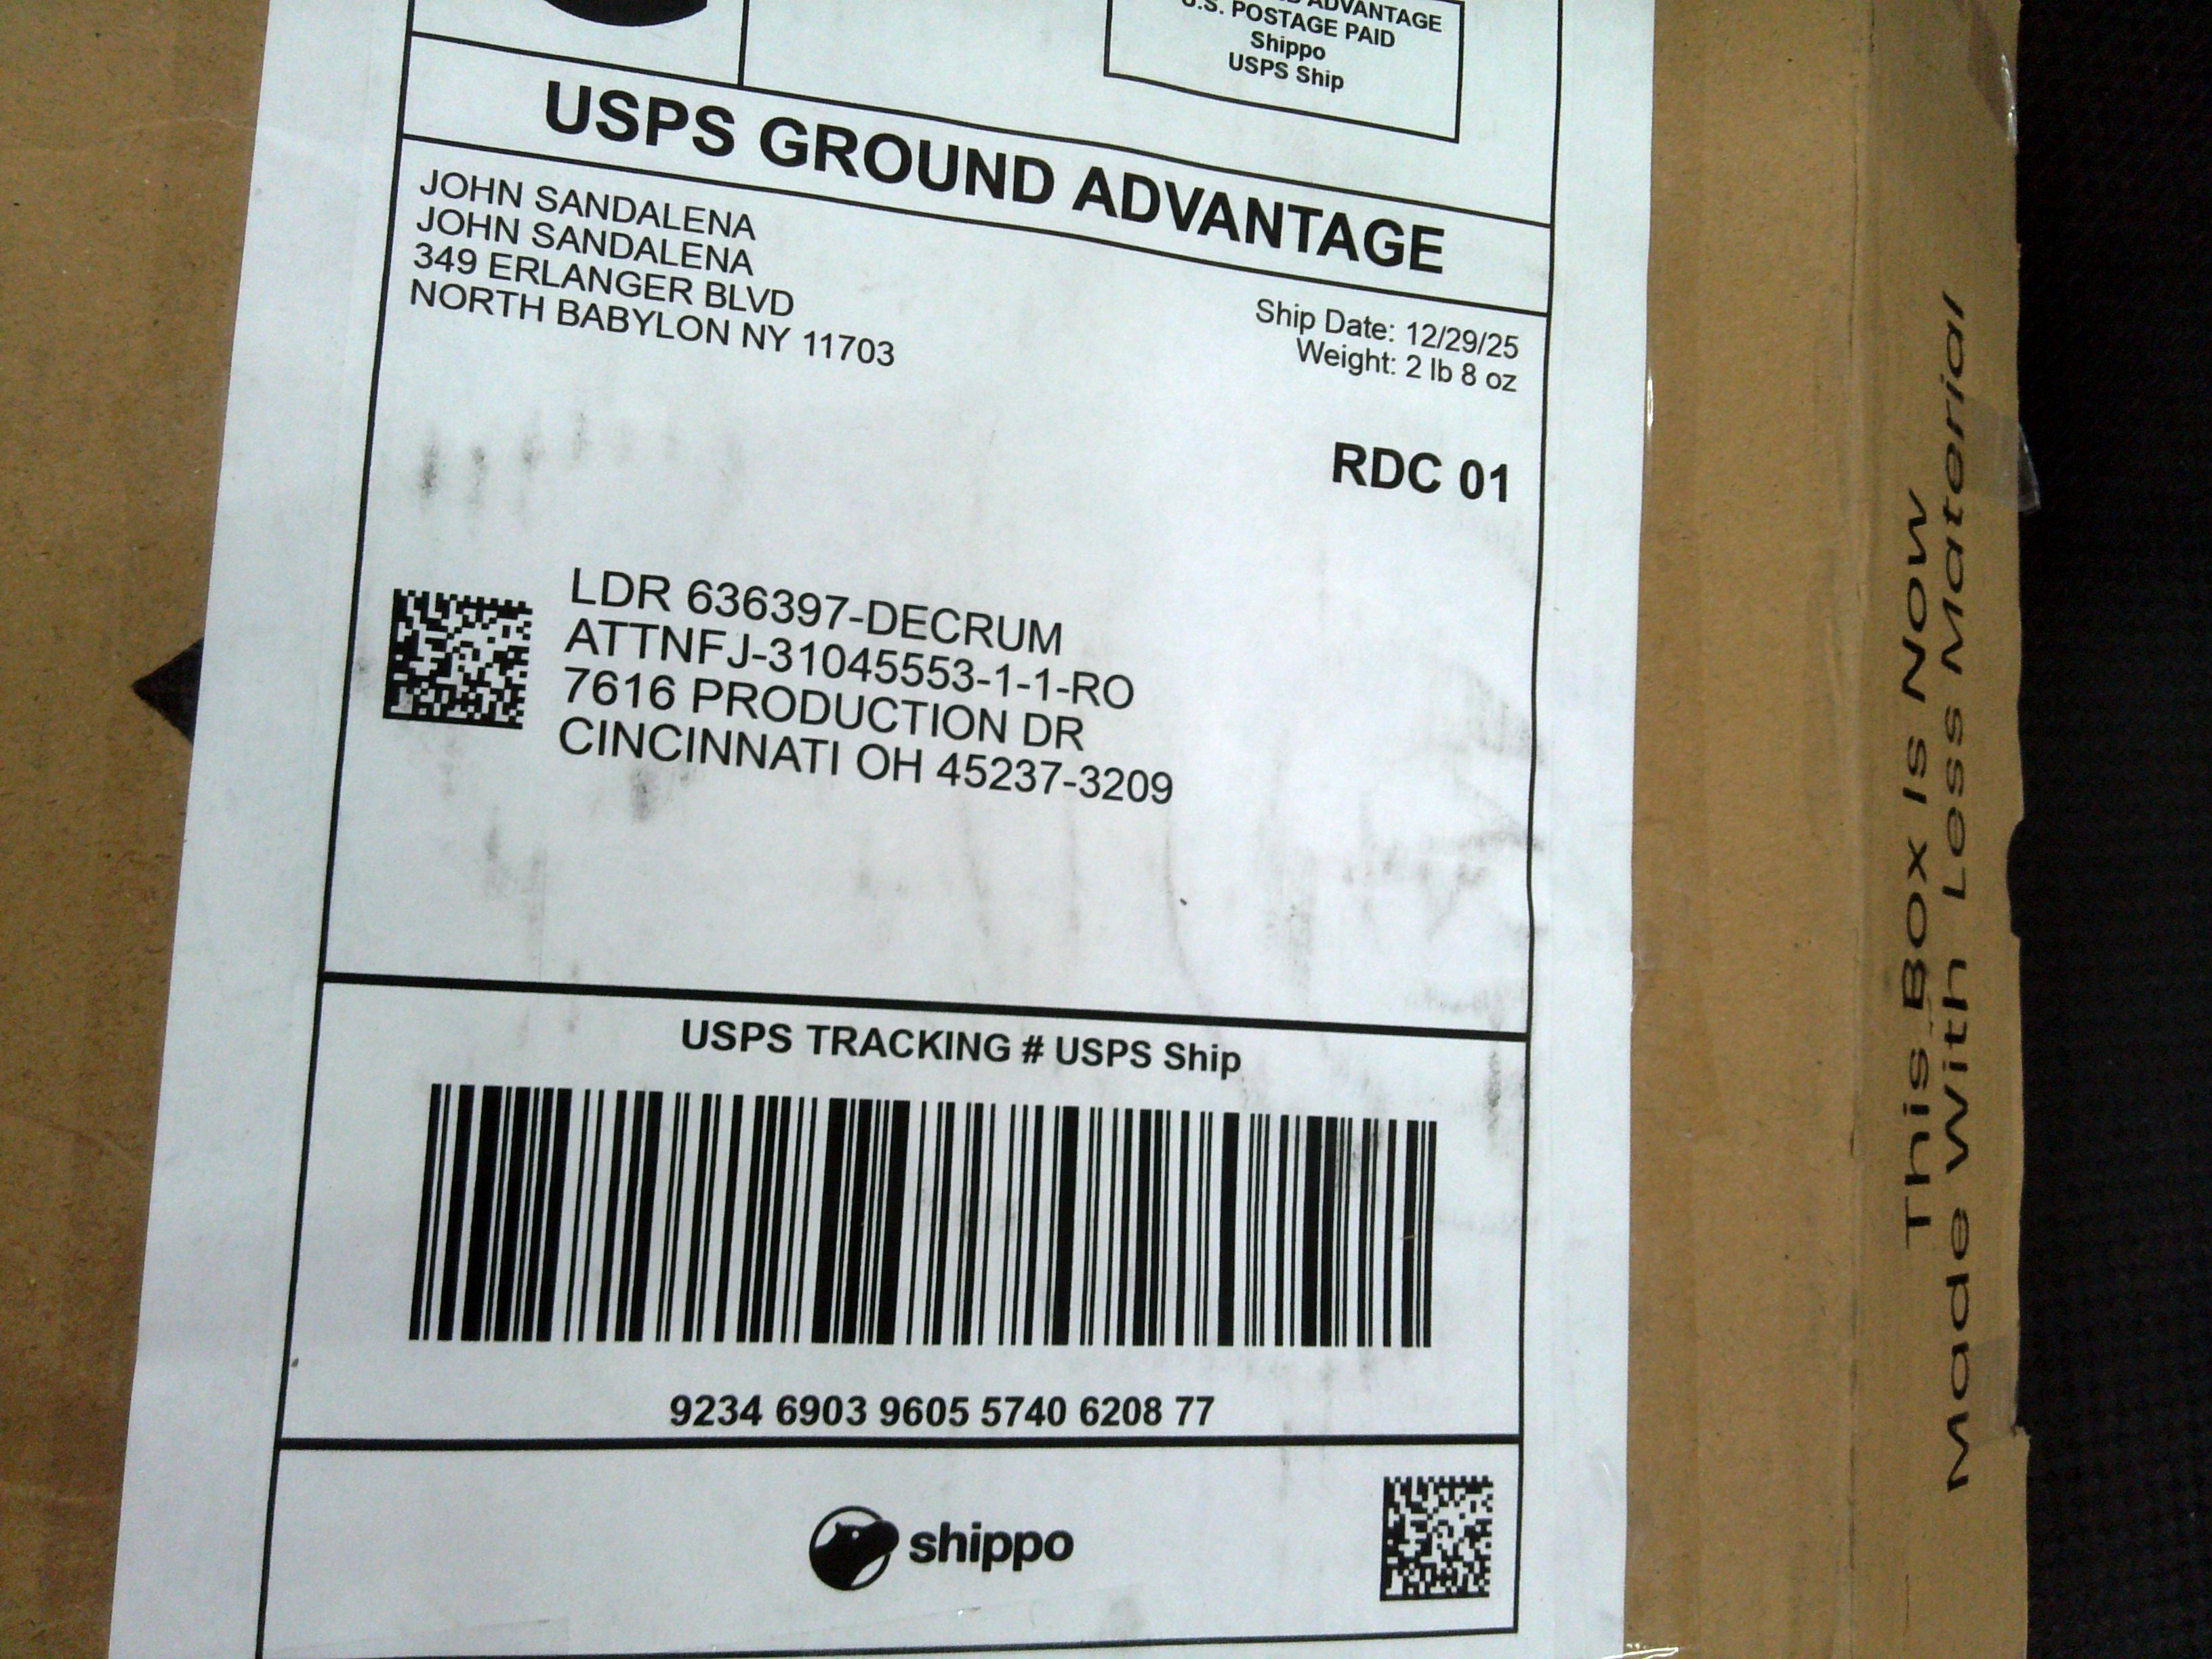 ADVANTAGE
U.S. POSTAGE PAID
Shippo
USPS Ship
USPS GROUND ADVANTAGE
JOHN SANDALENA
JOHN SANDALENA
349 ERLANGER BLVD
NORTH BABYLON NY 11703
Ship Date: 12/29/25
Weight: 2 lb 8 oz
RDC 01
LDR 636397-DECRUM
ATTNFJ-31045553-1-1-RO
7616 PRODUCTION DR
CINCINNATI OH 45237-3209
USPS TRACKING # USPS Ship
9234 6903 9605 5740 6208 77
shippo
This Box Is Now
Made With Less Material